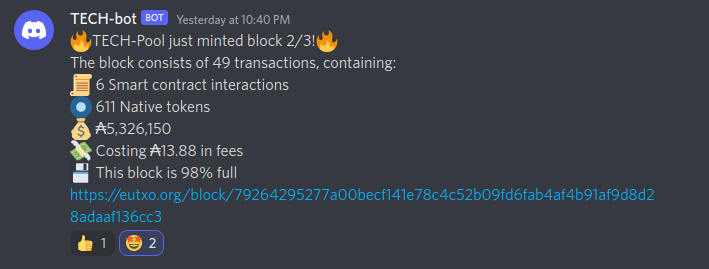 TECH-bot BOT Yesterday at 10:40 PM
🔥TECH-Pool just minted block 2/3!🔥
The block consists of 49 transactions, containing:
📜 6 Smart contract interactions
611 Native tokens
💰 ₳5,326,150
💸 Costing ₳13.88 in fees
💾 This block is 98% full
https://eutxo.org/block/79264295277a00becf141e78c4c52b09fd6fab4af4b91af9d8d2
8adaaf136cc3
👍 1 🤩 2